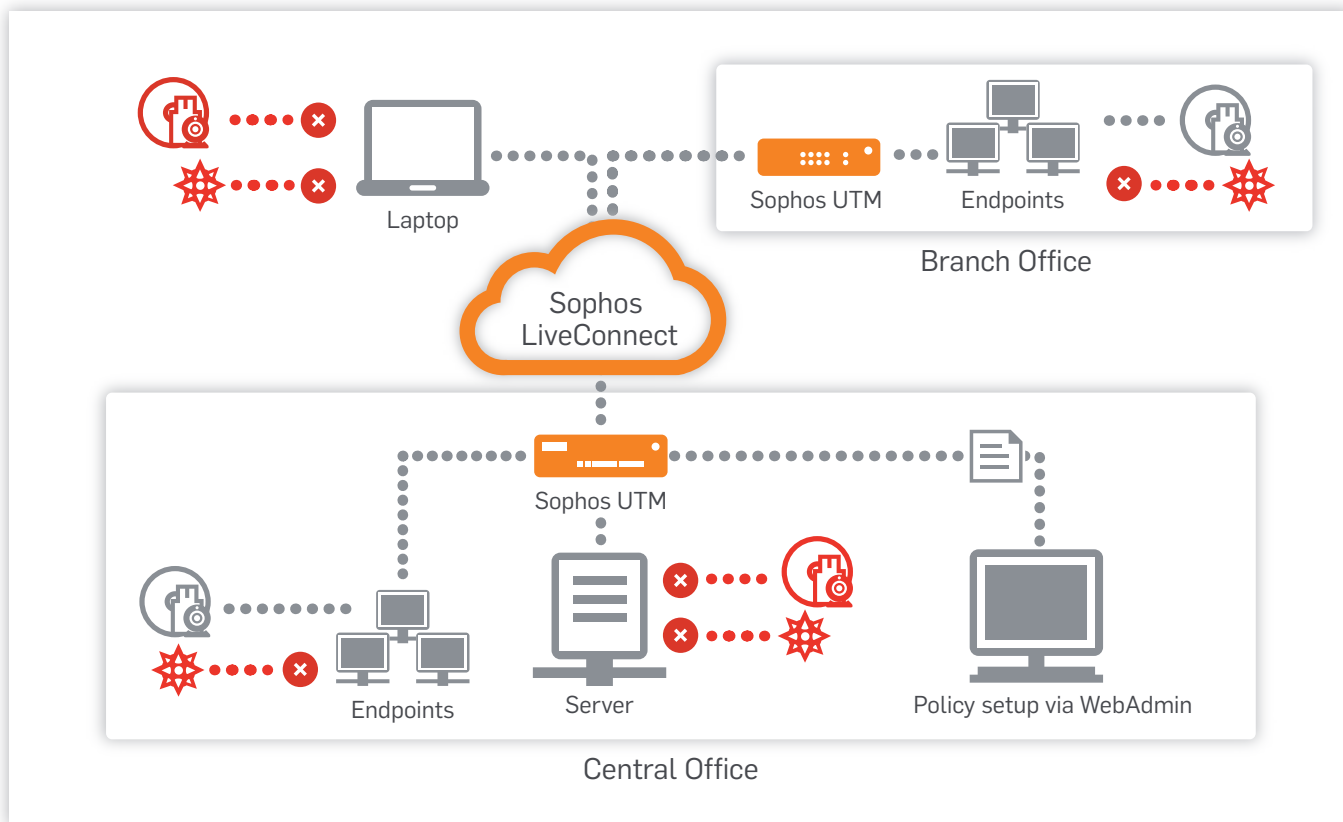 Laptop
Sophos UTM
Endpoints
Branch Office
Sophos
LiveConnect
Sophos UTM
Endpoints
Server
Policy setup via WebAdmin
Central Office